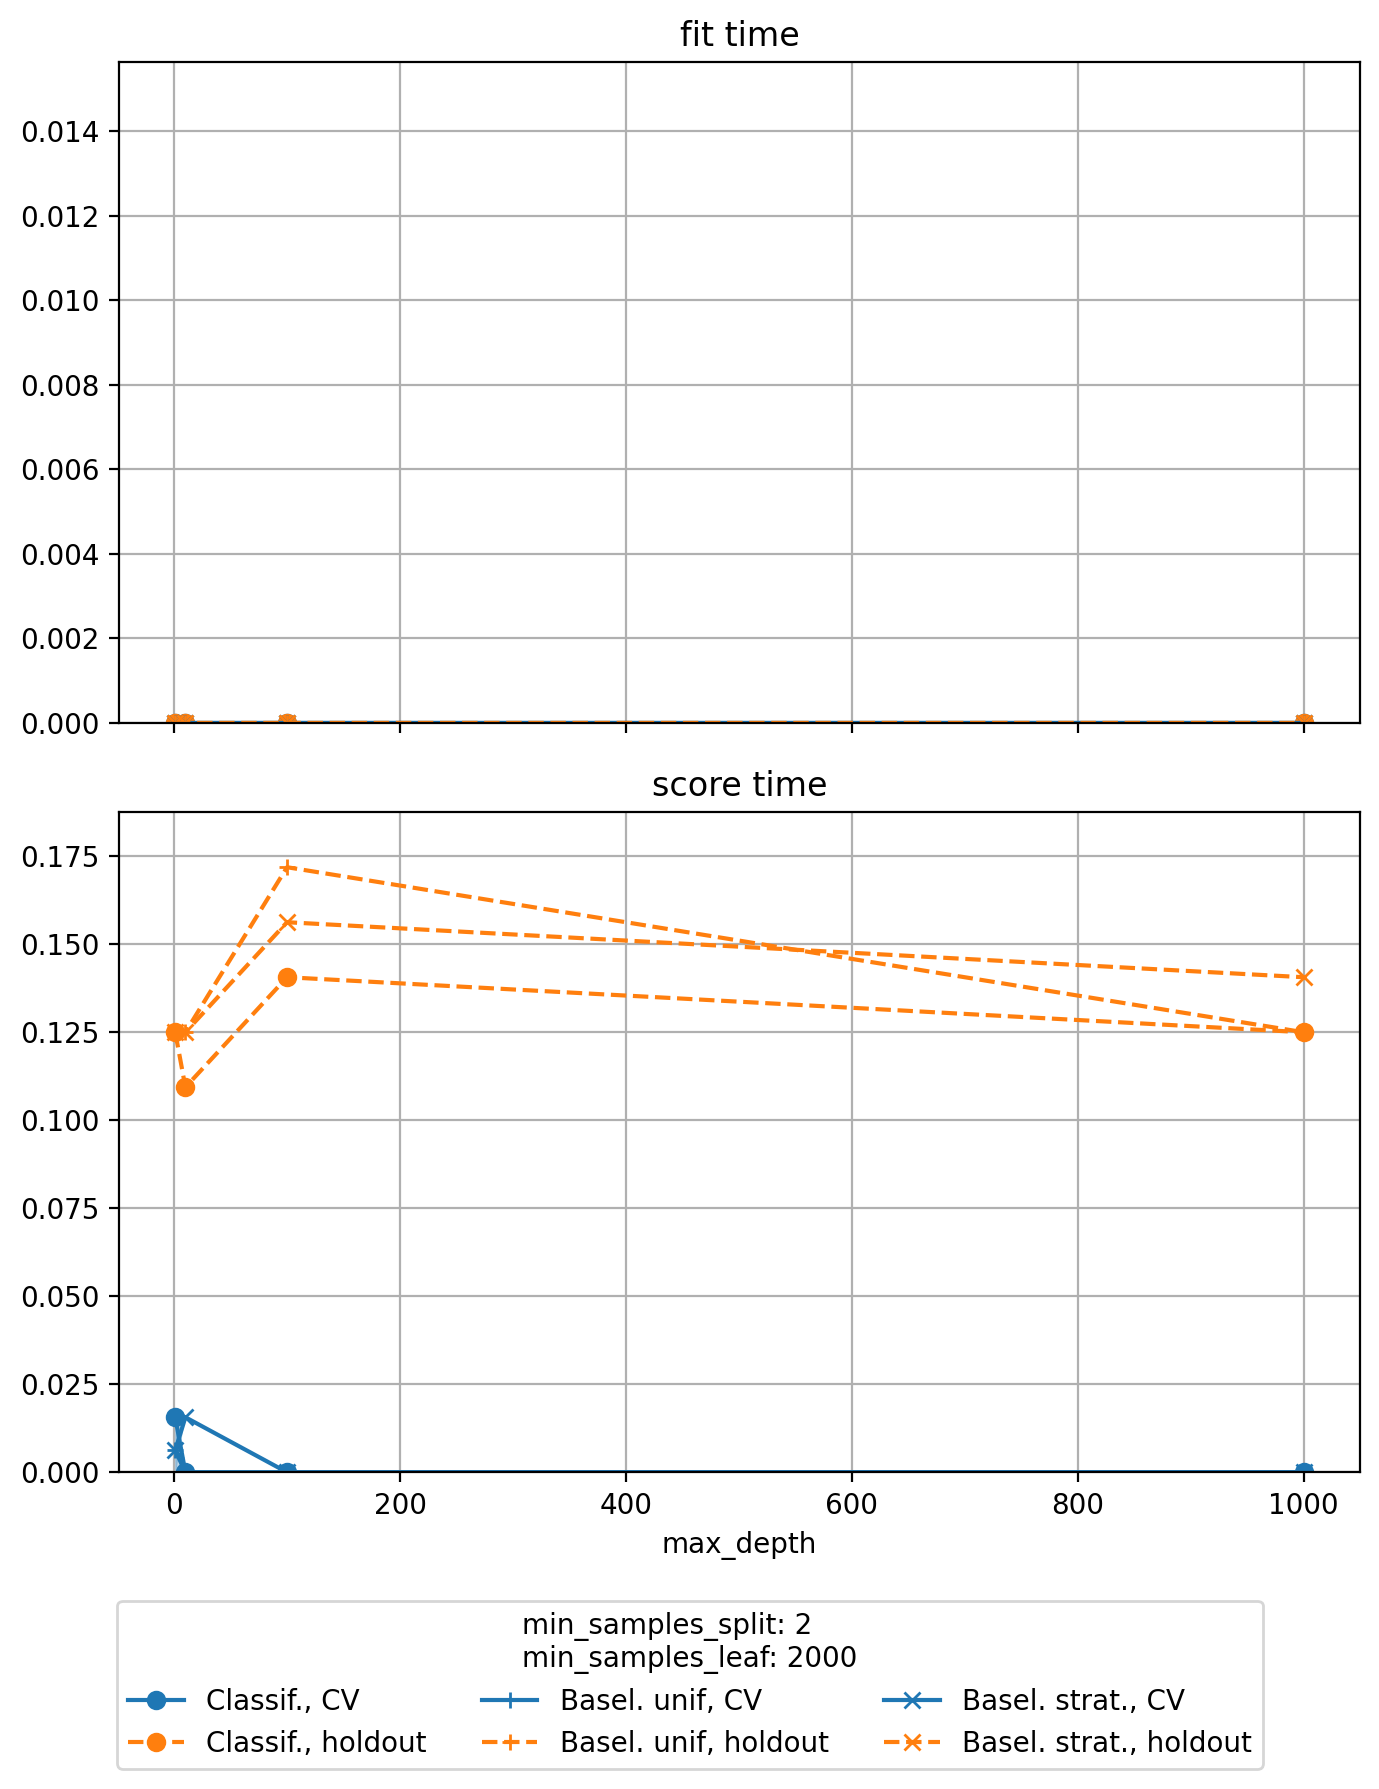 fit time
0.014
0.012
0.010
0.008
0.006
0.004
0.002
0.000
score time
0.175
0.150
0.125
0.100
0.075
0.050
0.025
0.000
0 200 400 600 800 1000
max_depth
min_samples_split: 2
min_samples_leaf: 2000
Classif., CV Basel. unif, CV Basel. strat., CV
Classif., holdout Basel. unif, holdout Basel. strat., holdout